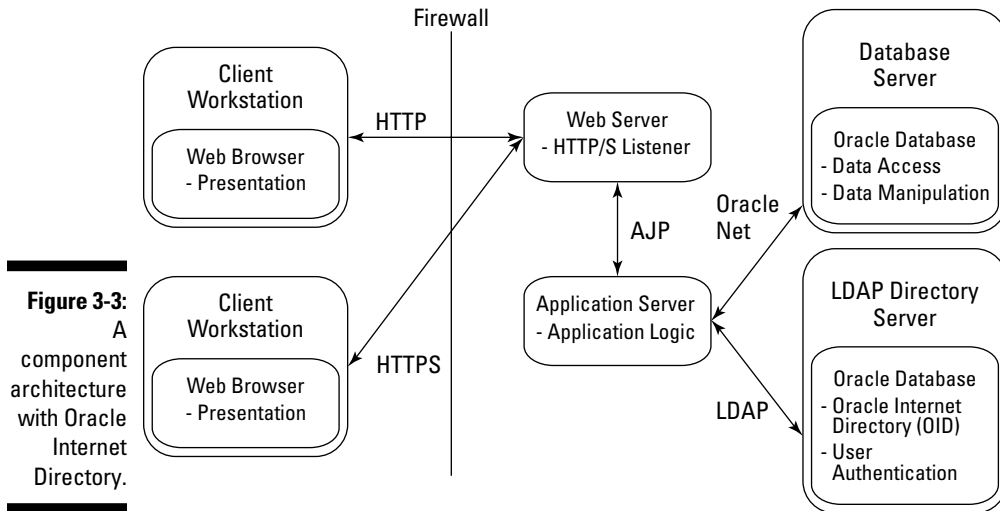 Firewall
Client
Workstation
Web Browser
- Presentation
HTTP
Web Server
- HTTP/S Listener
Database
Server
Oracle Database
- Data Access
- Data Manipulation
Oracle
Net
AJP
Client
Workstation
Web Browser
- Presentation
HTTPS
Application Server
- Application Logic
LDAP
LDAP Directory
Server
Oracle Database
- Oracle Internet
Directory (OID)
- User
Authentication
Figure 3-3:
A
component
architecture
with Oracle
Internet
Directory.